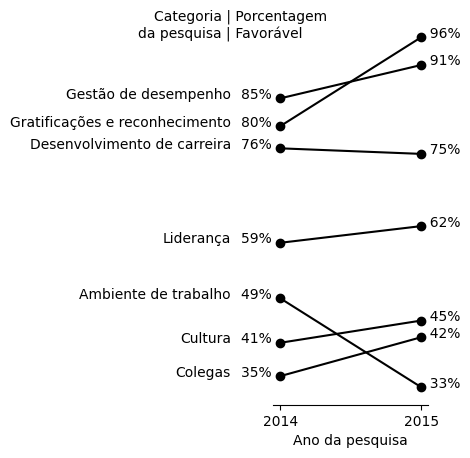 Categoria | Porcentagem
da pesquisa | Favorável
96%
91%
Gestão de desempenho 85%
Gratificações e reconhecimento 80%
Desenvolvimento de carreira 76%
75%
Liderança 59%
62%
Ambiente de trabalho 49%
45%
Cultura 41%
42%
Colegas 35%
33%
2014 2015
Ano da pesquisa